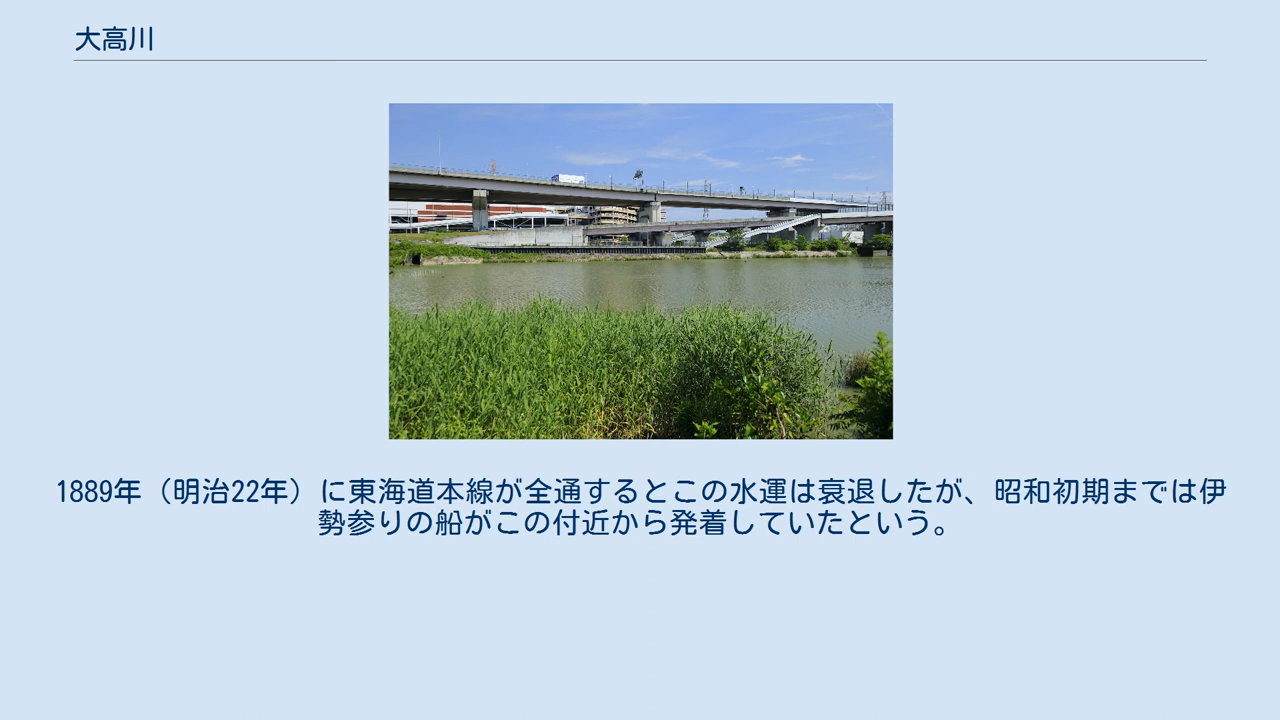 大高川
1889年（明治22年）に東海道本線が全通するとこの水運は衰退したが、昭和初期までは伊
勢参りの船がこの付近から発着していたという。